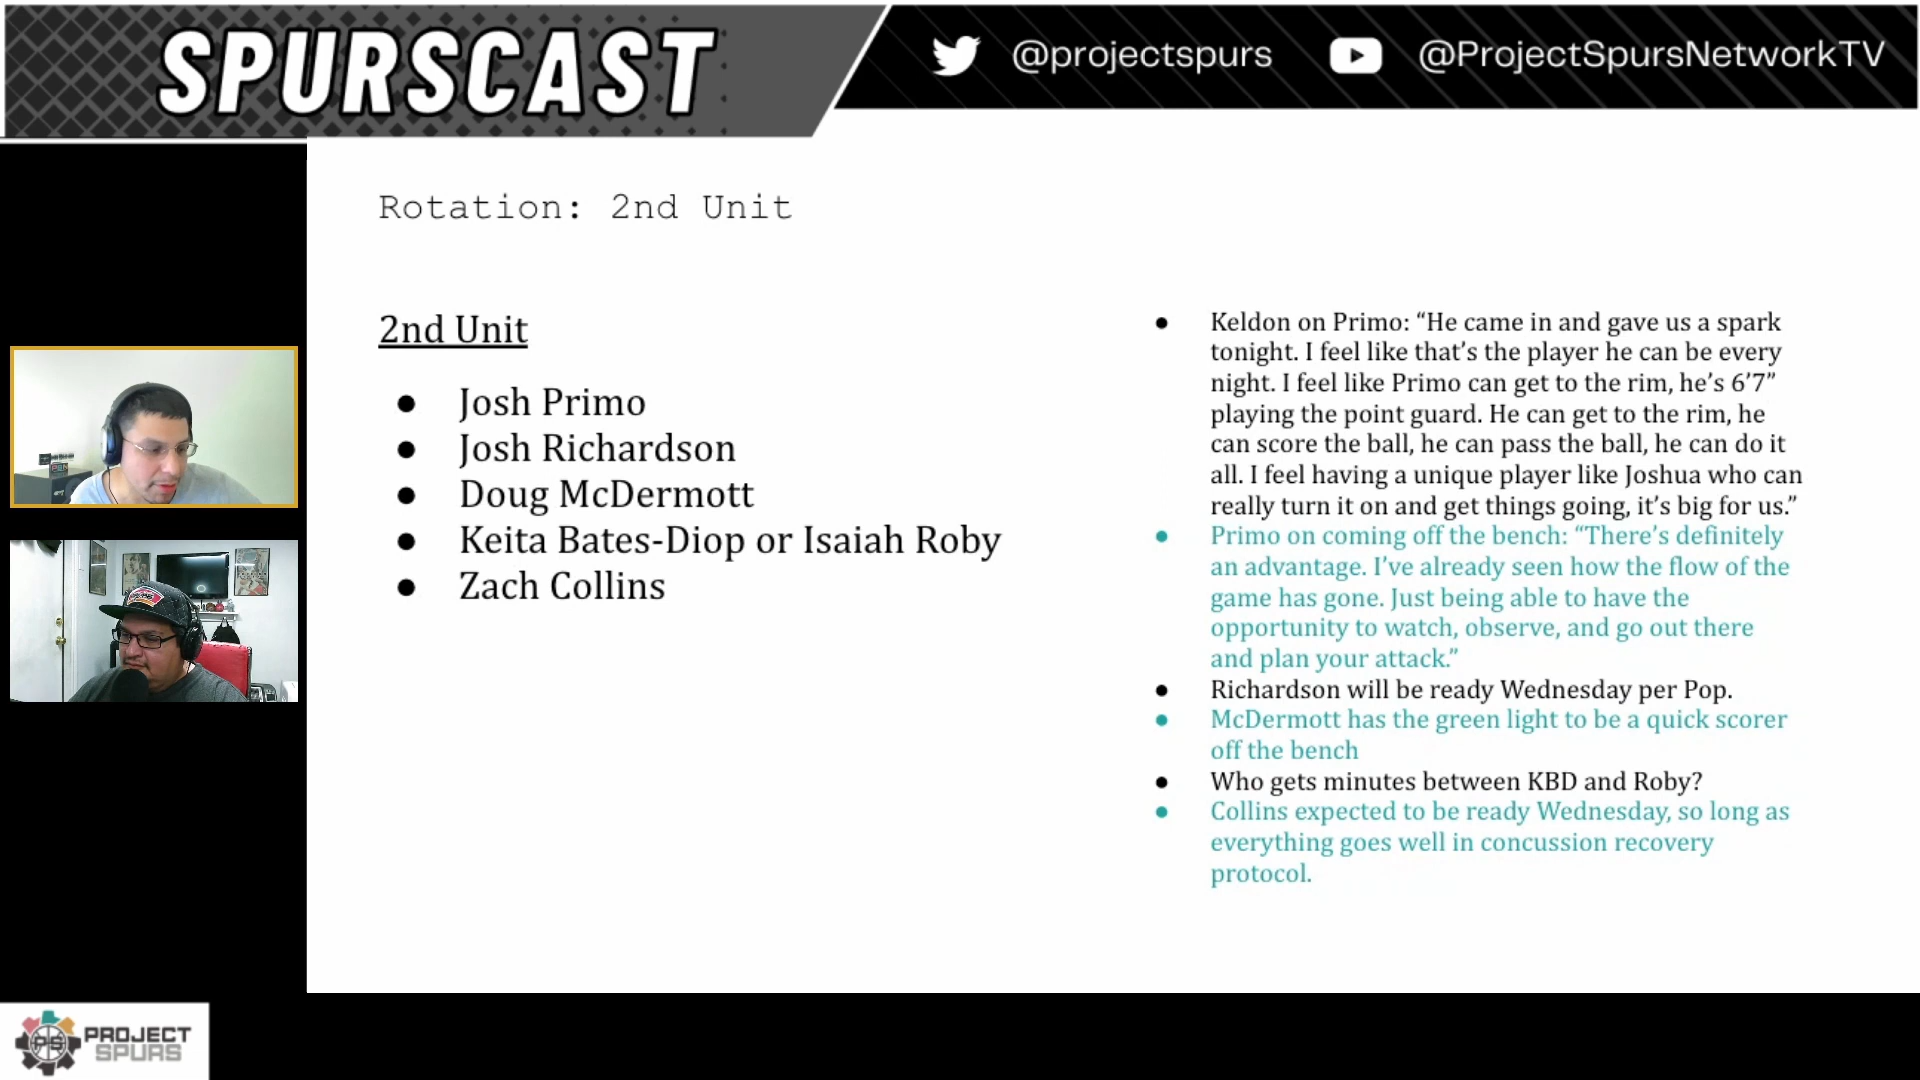 SPURSCAST
@projectspurs
@ProjectSpursNetworkTV
Rotation: 2nd Unit
2nd Unit
● Josh Primo
● Josh Richardson
● Doug McDermott
● Keita Bates-Diop or Isaiah Roby
● Zach Collins
● Keldon on Primo: “He came in and gave us a spark
tonight. I feel like that’s the player he can be every
night. I feel like Primo can get to the rim, he’s 6’7”
playing the point guard. He can get to the rim, he
can score the ball, he can pass the ball, he can do it
all. I feel having a unique player like Joshua who can
really turn it on and get things going, it’s big for us.”
● Primo on coming off the bench: “There’s definitely
an advantage. I’ve already seen how the flow of the
game has gone. Just being able to have the
opportunity to watch, observe, and go out there
and plan your attack.”
● Richardson will be ready Wednesday per Pop.
● McDermott has the green light to be a quick scorer
off the bench
● Who gets minutes between KBD and Roby?
● Collins expected to be ready Wednesday, so long as
everything goes well in concussion recovery
protocol.
PS
PROJECT
SPURS